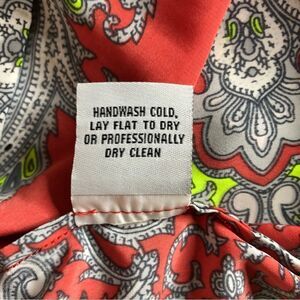 HANDWASH COLD,
LAY FLAT TO DRY
OR PROFESSIONALLY
DRY CLEAN